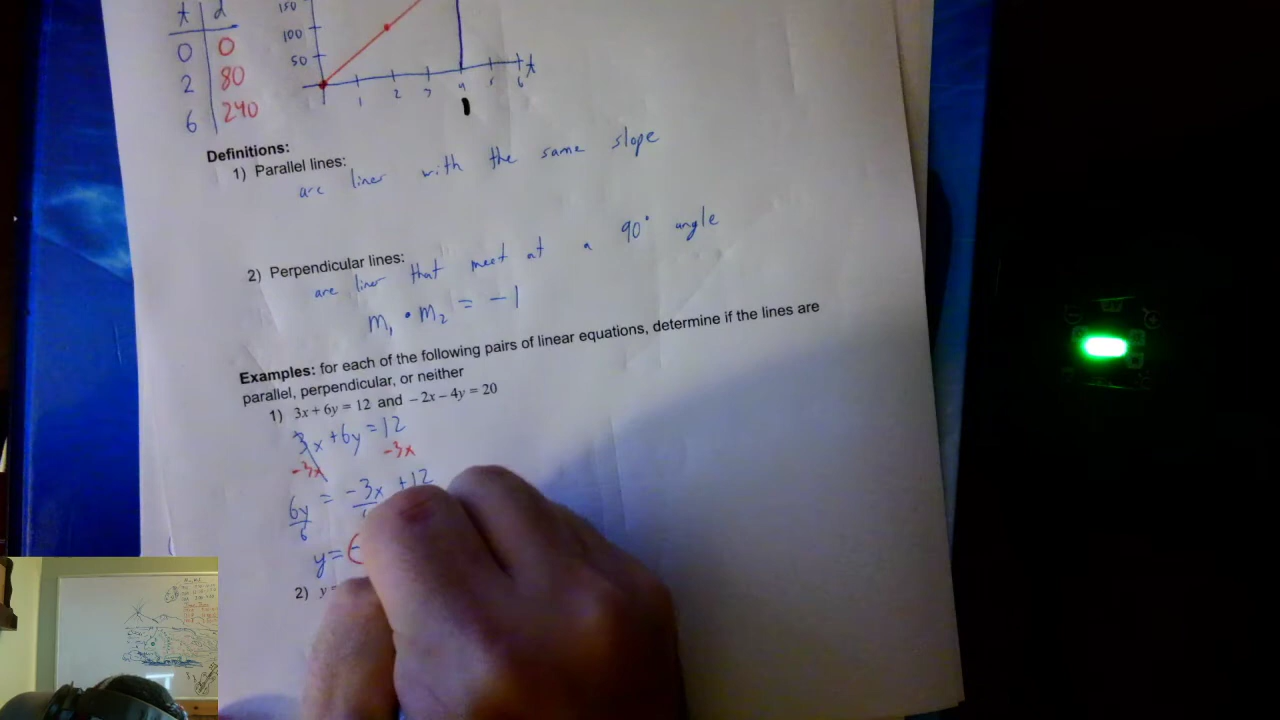 t d
0 0
2 80
6 240
150
100
50
1 2 3 4 5 6 t
Definitions:
1) Parallel lines:
are lines with the same slope
2) Perpendicular lines:
are lines that meet at a 90° angle
m₁ • m₂ = -1
Examples: for each of the following pairs of linear equations, determine if the lines are
parallel, perpendicular, or neither
1) 3x + 6y = 12 and - 2x - 4y = 20
3x + 6y = 12
-3x -3x
6y = -3x + 12
6
y =
2) y =